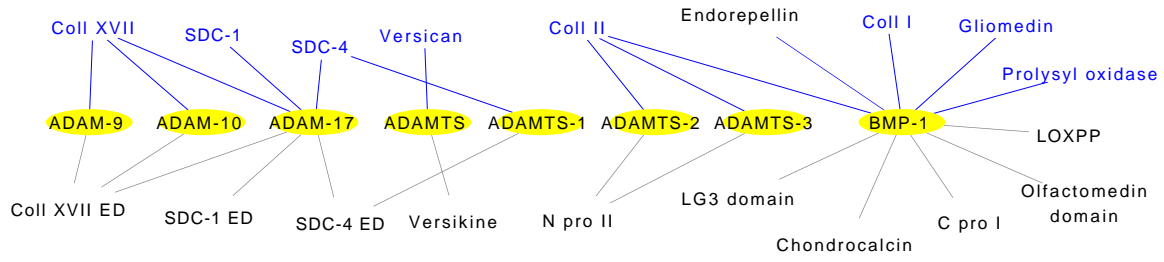 Coll XVII
SDC-1
SDC-4
Versican
Coll II
Endorepellin
Coll I
Gliomedin
Prolysyl oxidase
ADAM-9
ADAM-10
ADAM-17
ADAMTS
ADAMTS-1
ADAMTS-2
ADAMTS-3
BMP-1
LOXPP
Coll XVII ED
SDC-1 ED
SDC-4 ED
Versikine
N pro II
LG3 domain
Chondrocalcin
C pro I
Olfactomedin
domain